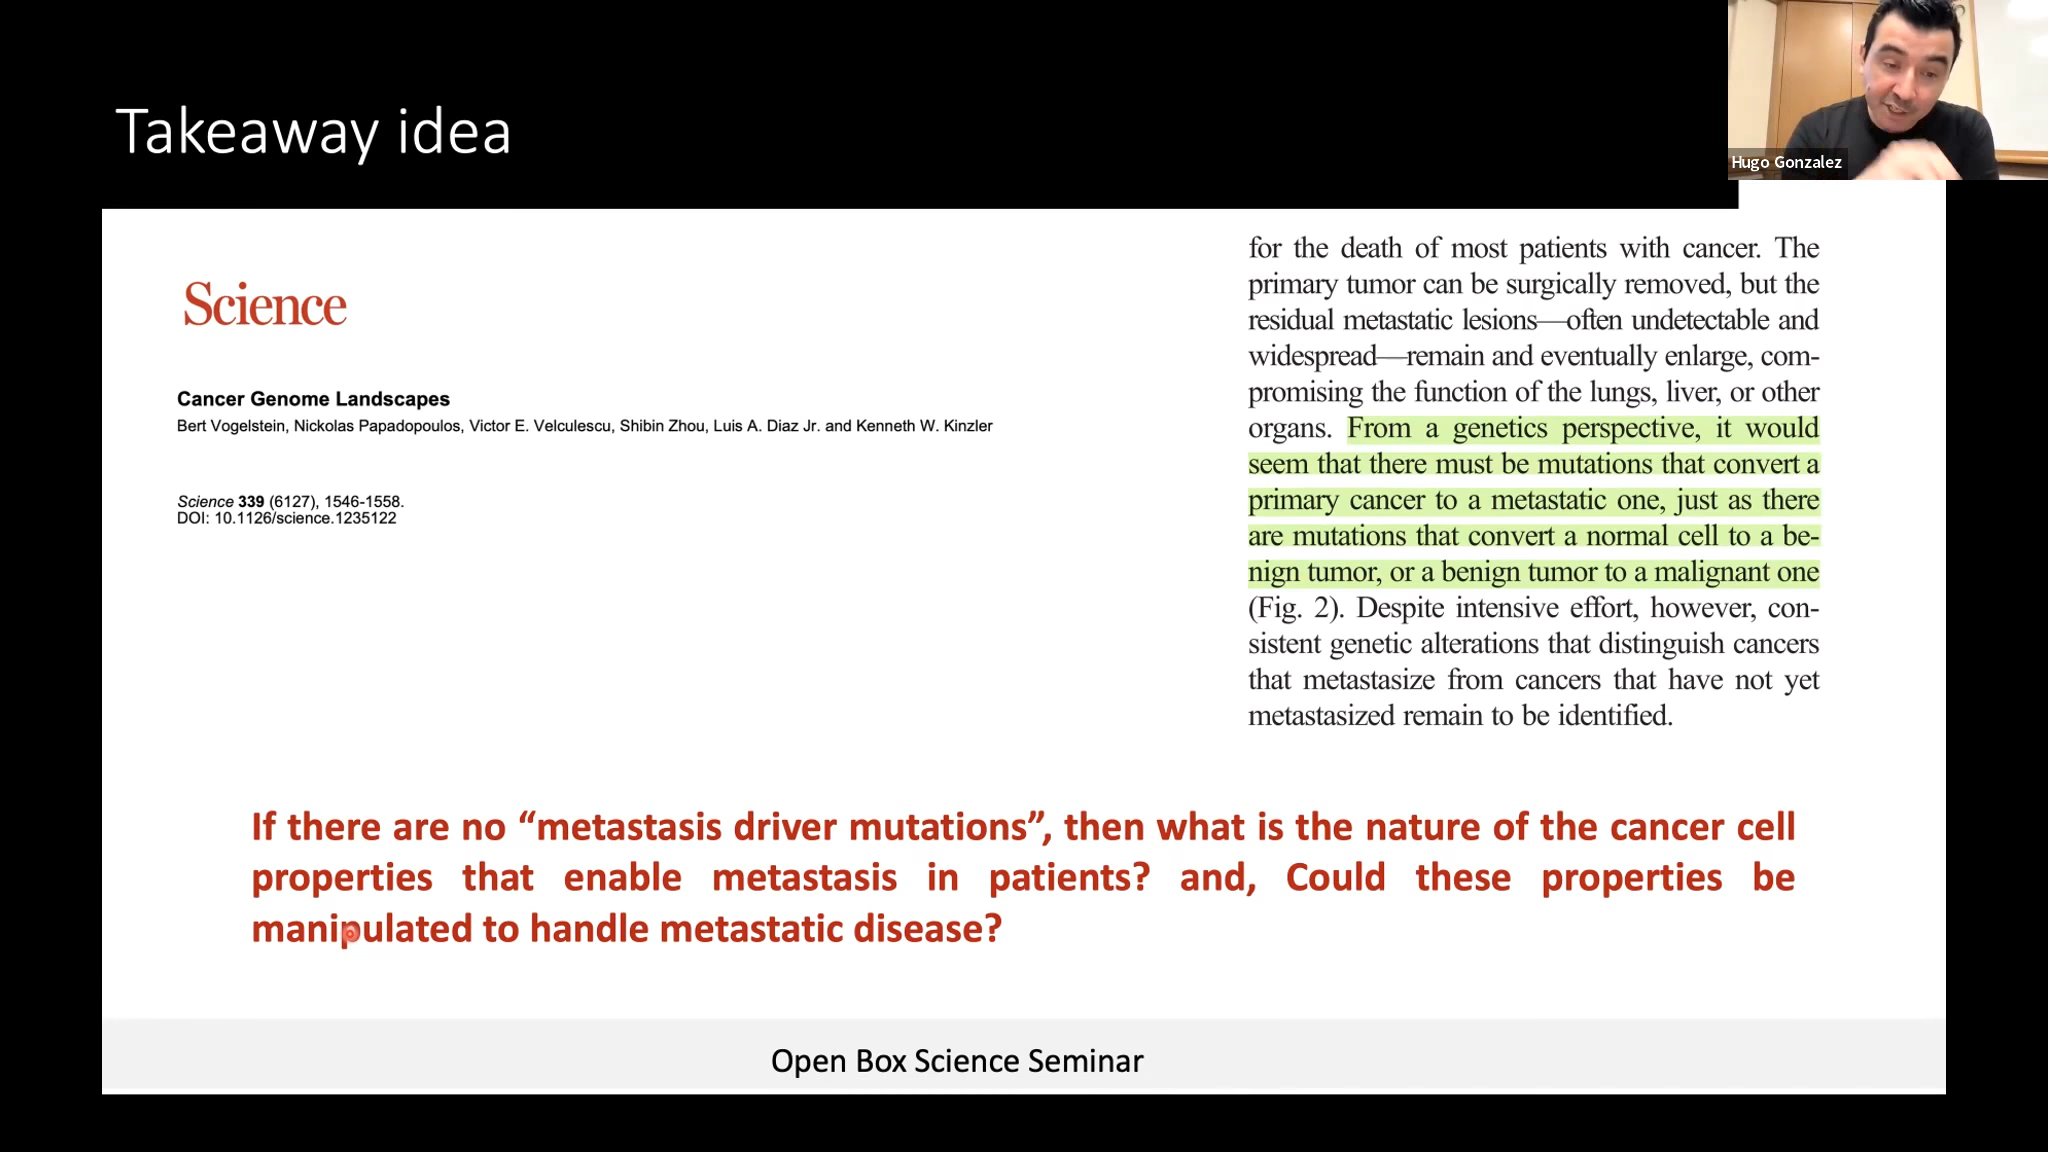 Takeaway idea
Hugo Gonzalez
Science
Cancer Genome Landscapes
Bert Vogelstein, Nickolas Papadopoulos, Victor E. Velculescu, Shibin Zhou, Luis A. Diaz Jr. and Kenneth W. Kinzler
Science 339 (6127), 1546-1558.
DOI: 10.1126/science.1235122
for the death of most patients with cancer. The
primary tumor can be surgically removed, but the
residual metastatic lesions—often undetectable and
widespread—remain and eventually enlarge, com-
promising the function of the lungs, liver, or other
organs. From a genetics perspective, it would
seem that there must be mutations that convert a
primary cancer to a metastatic one, just as there
are mutations that convert a normal cell to a be-
nign tumor, or a benign tumor to a malignant one
(Fig. 2). Despite intensive effort, however, con-
sistent genetic alterations that distinguish cancers
that metastasize from cancers that have not yet
metastasized remain to be identified.
If there are no “metastasis driver mutations”, then what is the nature of the cancer cell
properties that enable metastasis in patients? and, Could these properties be
manipulated to handle metastatic disease?
Open Box Science Seminar